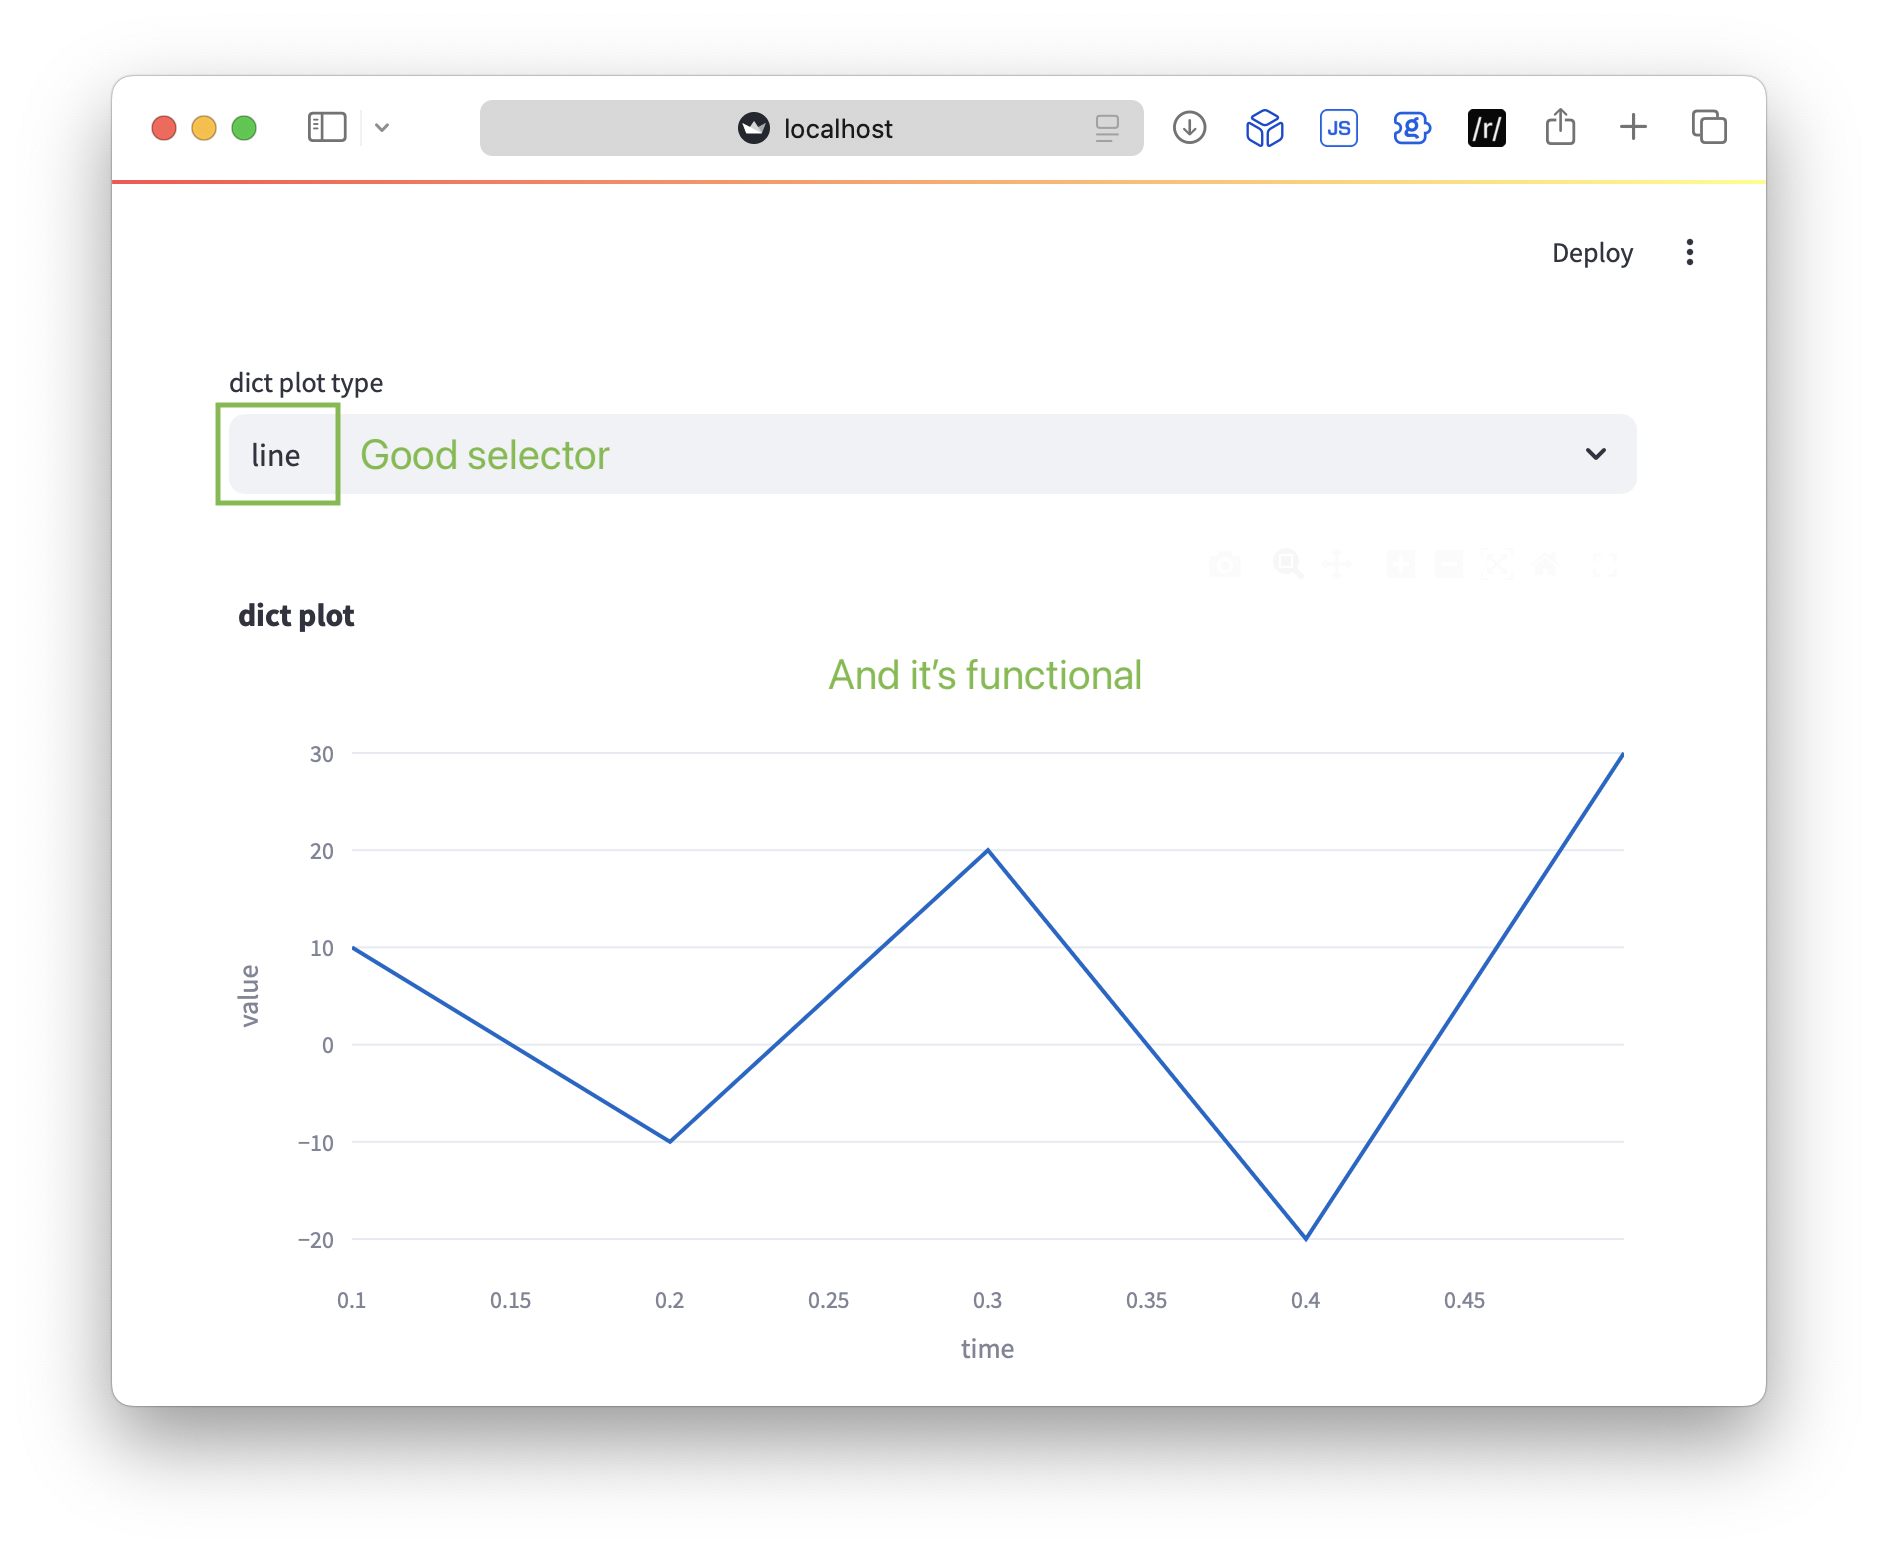 localhost
JS
g
/r/
Deploy
dict plot type
line
Good selector
dict plot
And it's functional
30
20
10
0
−10
−20
value
0.1 0.15 0.2 0.25 0.3 0.35 0.4 0.45
time